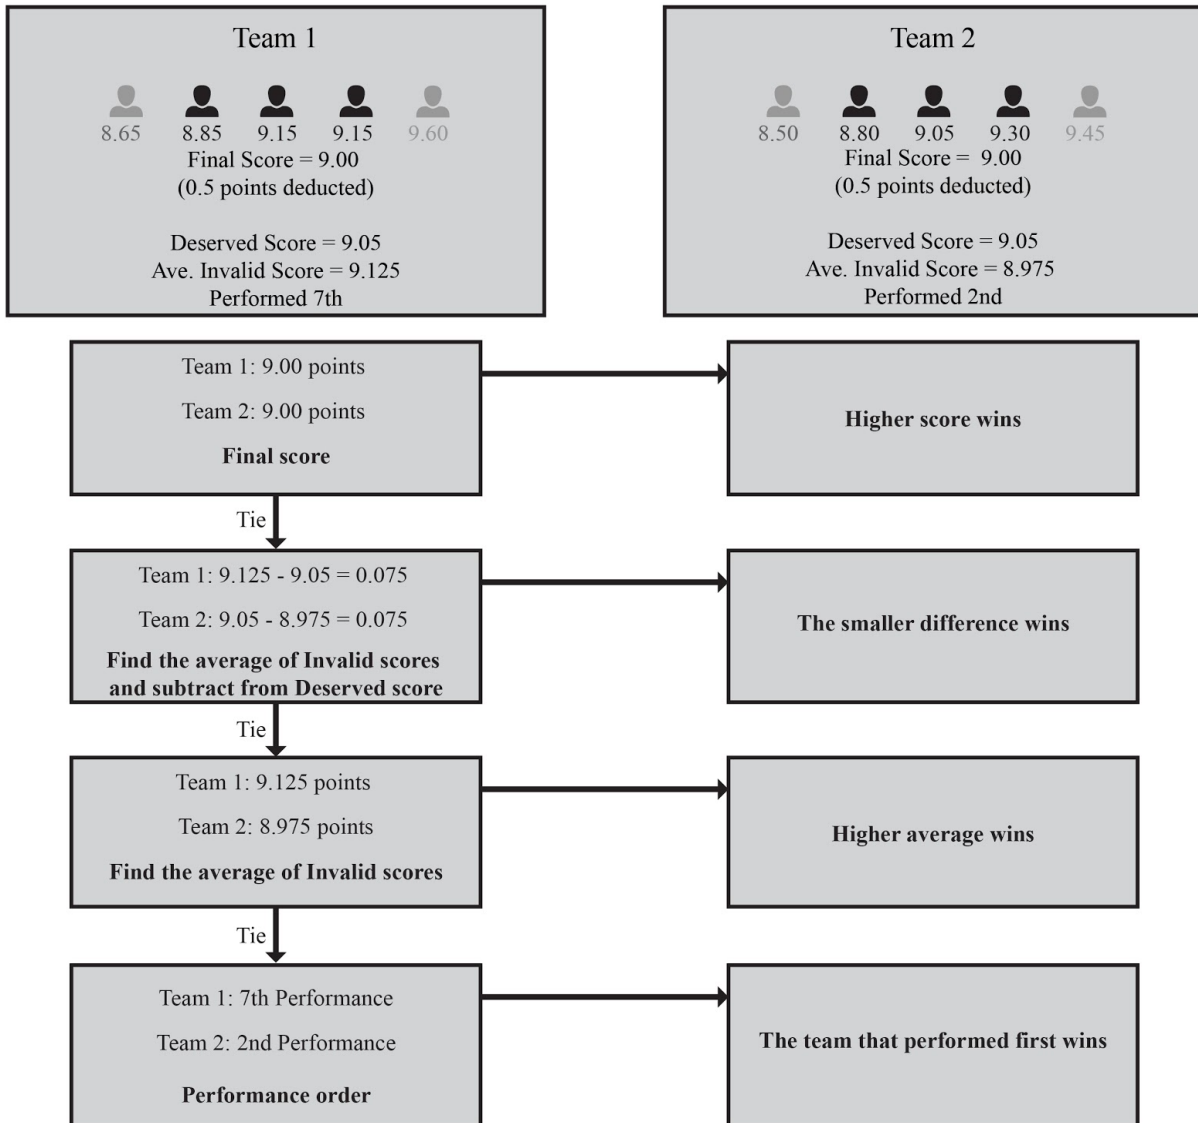 Team 1
8.65 8.85 9.15 9.15 9.60
Final Score = 9.00
(0.5 points deducted)
Deserved Score = 9.05
Ave. Invalid Score = 9.125
Performed 7th
Team 2
8.50 8.80 9.05 9.30 9.45
Final Score =  9.00
(0.5 points deducted)
Deserved Score = 9.05
Ave. Invalid Score = 8.975
Performed 2nd
Team 1: 9.00 points
Team 2: 9.00 points
Final score
Higher score wins
Tie
Team 1: 9.125 - 9.05 = 0.075
Team 2: 9.05 - 8.975 = 0.075
Find the average of Invalid scores
and subtract from Deserved score
The smaller difference wins
Tie
Team 1: 9.125 points
Team 2: 8.975 points
Find the average of Invalid scores
Higher average wins
Tie
Team 1: 7th Performance
Team 2: 2nd Performance
Performance order
The team that performed first wins